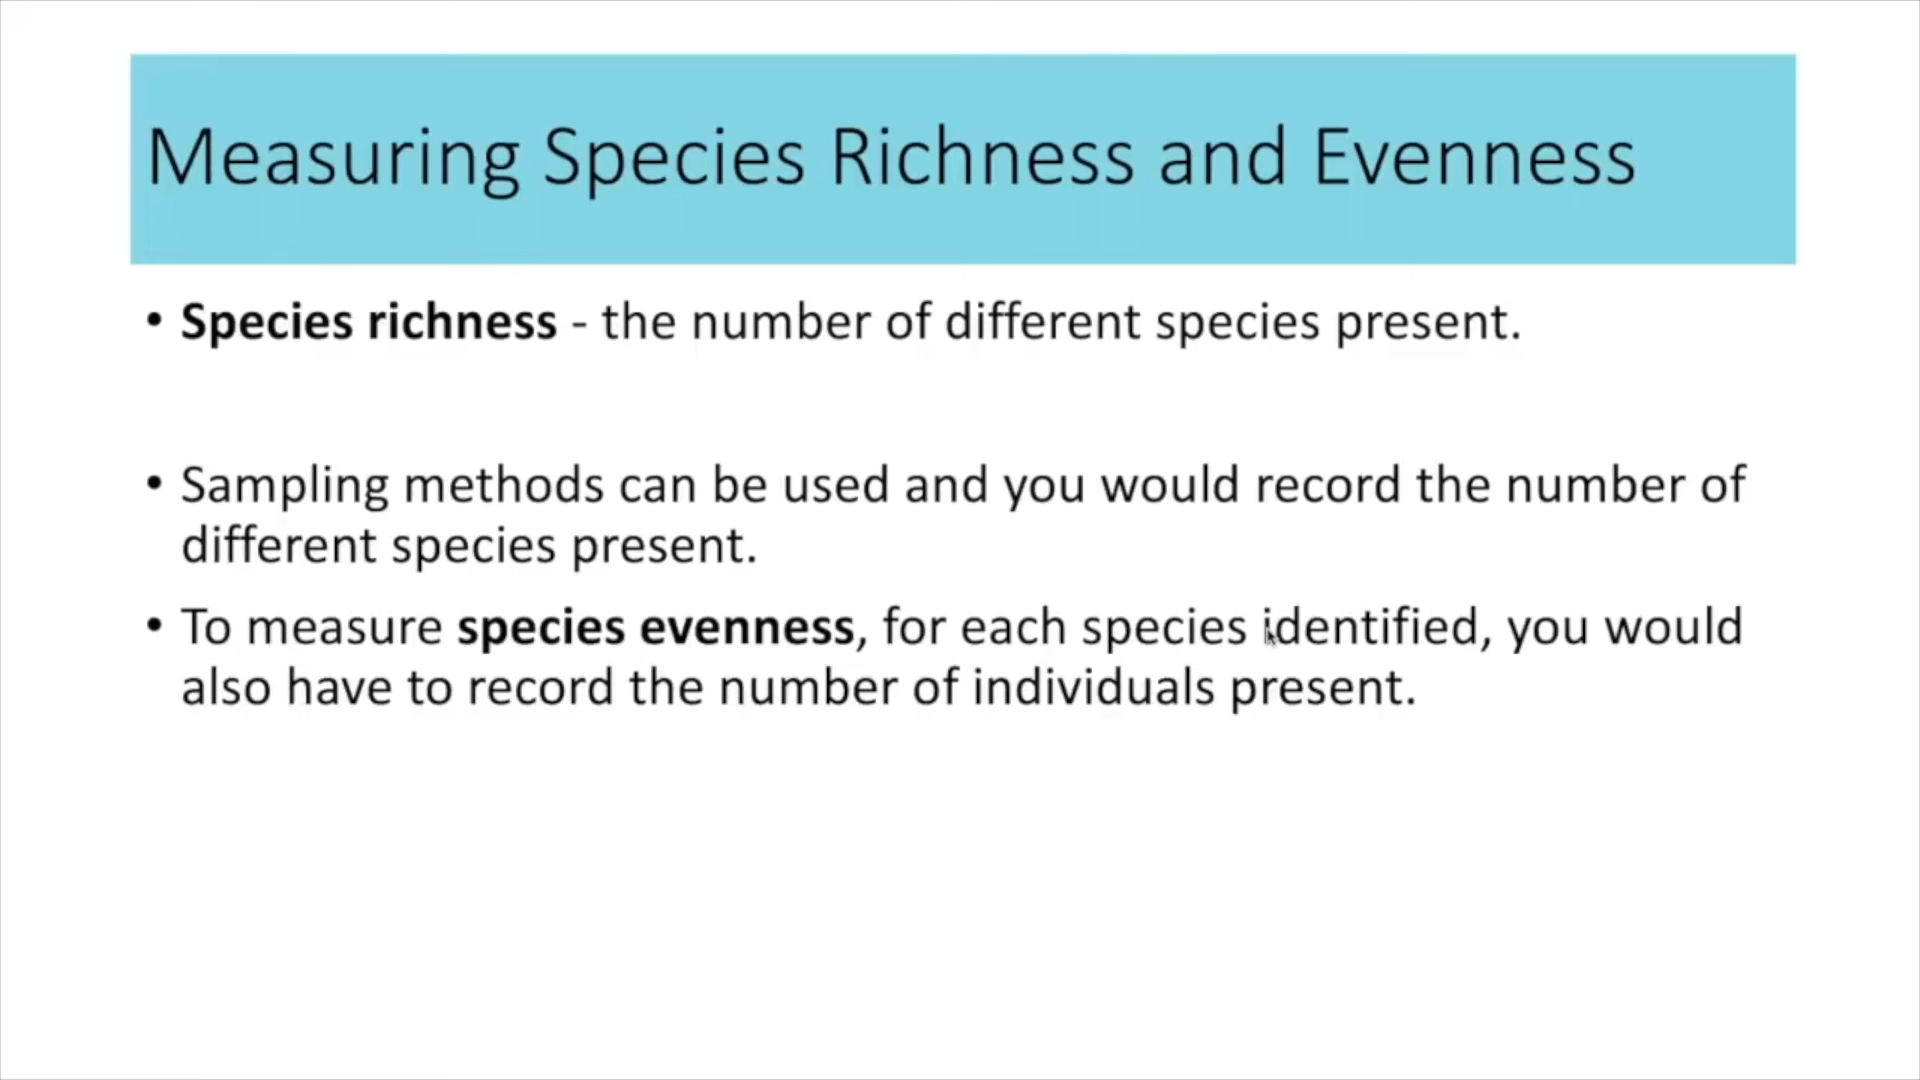 Measuring Species Richness and Evenness
• Species richness - the number of different species present.
• Sampling methods can be used and you would record the number of
different species present.
• To measure species evenness, for each species identified, you would
also have to record the number of individuals present.